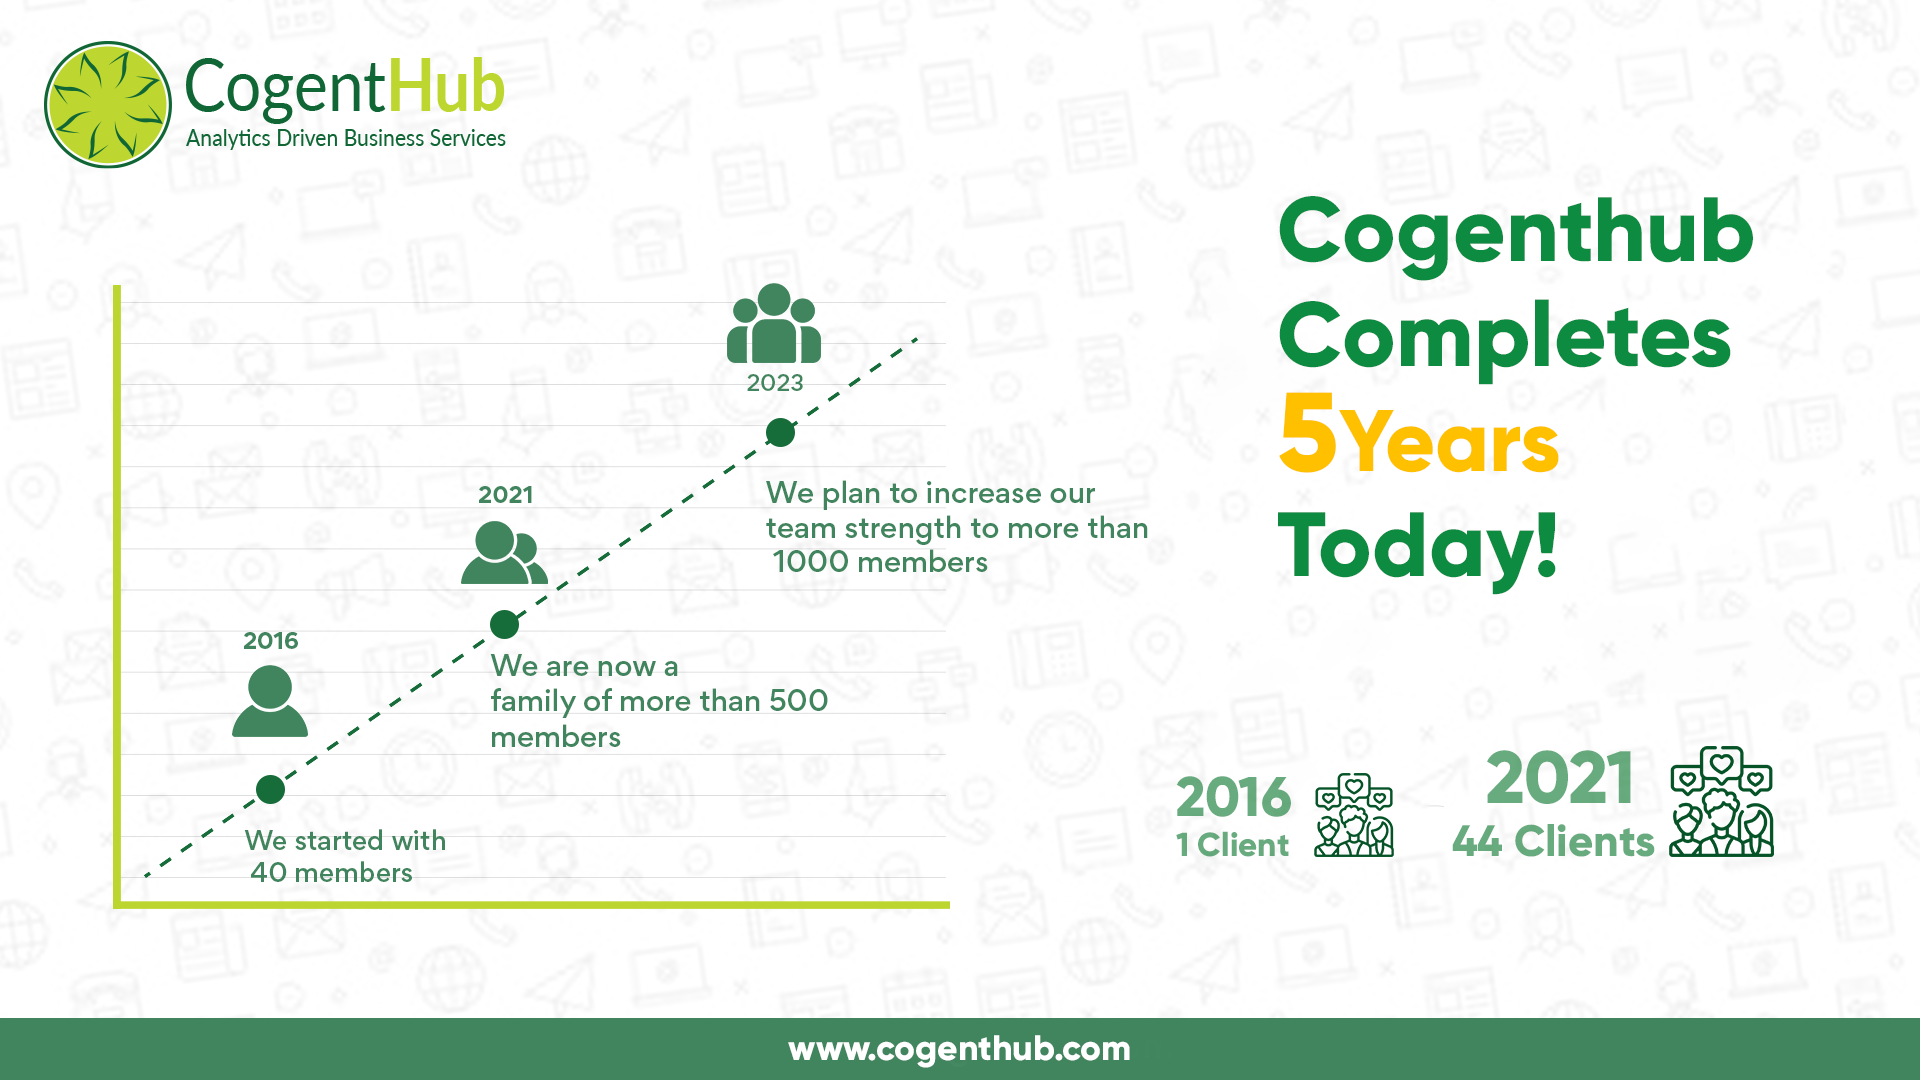 CogentHub
Analytics Driven Business Services
Cogenthub
Completes
5Years
Today!
2023
We plan to increase our
team strength to more than
1000 members
2021
We are now a
family of more than 500
members
2016
We started with
40 members
2016
1 Client
2021
44 Clients
www.cogenthub.com